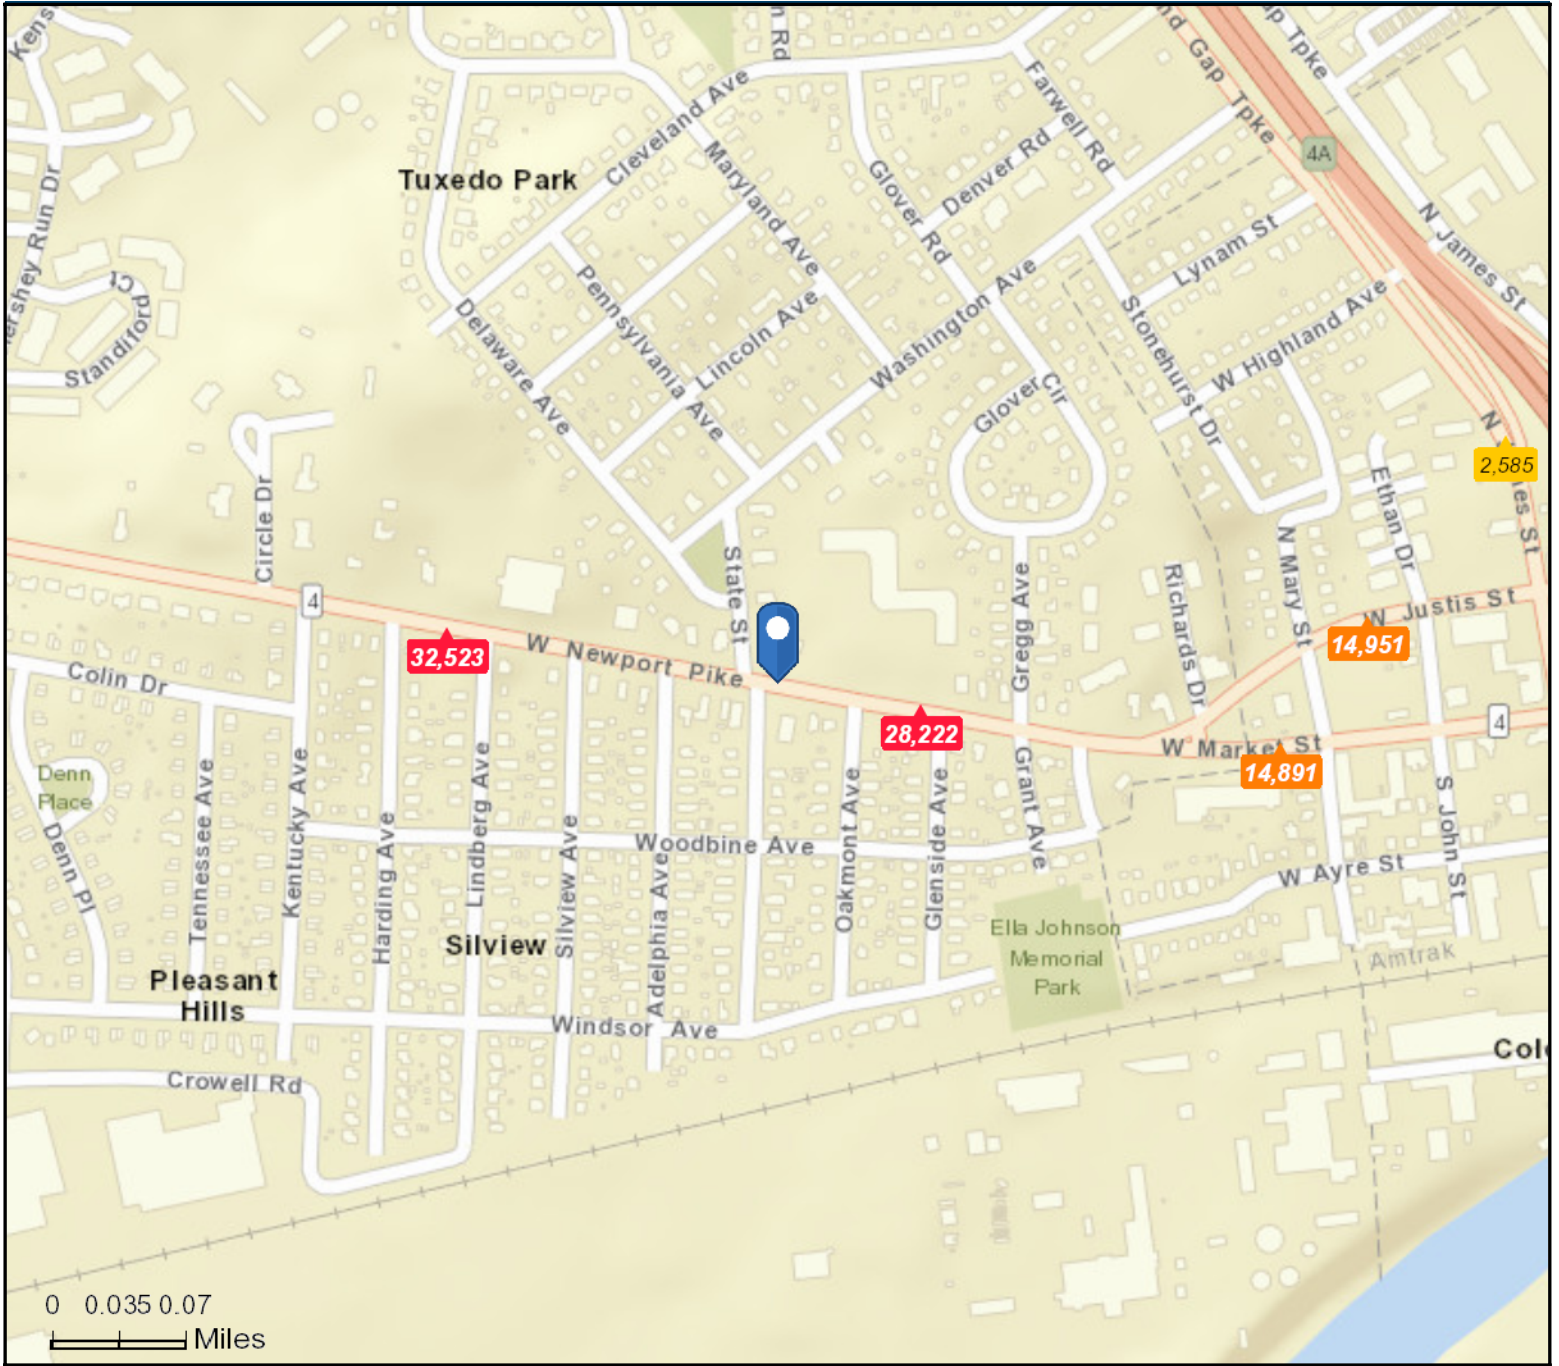 Tuxedo Park
Cleveland Ave
Maryland Ave
Glover Rd
Denver Rd
Farwell Rd
Tpke
4A
N James St
Lynam St
Run Dr
Standiford Ct
Delaware Ave
Pennsylvania Ave
Lincoln Ave
Washington Ave
Stonehurst Dr
W Highland Ave
Glover Cir
2,585
Circle Dr
4
State St
Gregg Ave
Richards Dr
N Mary St
Ethan Dr
W Justis St
14,951
32,523
W Newport Pike
28,222
W Market St
14,891
4
Colin Dr
Denn
Place
Denn Pl
Tennessee Ave
Kentucky Ave
Harding Ave
Lindberg Ave
Silview Ave
Adelphia Ave
Woodbine Ave
Oakmont Ave
Glenside Ave
Grant Ave
S John St
W Ayre St
Silview
Pleasant
Hills
Ella Johnson
Memorial
Park
Amtrak
Windsor Ave
Crowell Rd
0 0.035 0.07
Miles